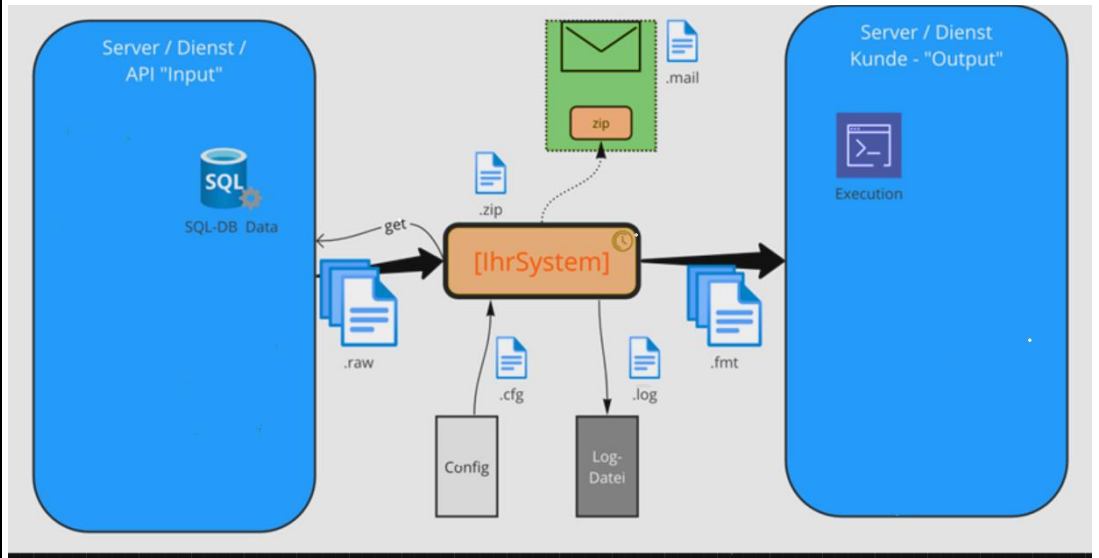 Server / Dienst /
API "Input"
SQL
SQL-DB Data
get
.raw
.zip
[IhrSystem]
zip
.mail
.cfg
Config
.log
Log-
Datei
.fmt
Server / Dienst
Kunde - "Output"
Execution